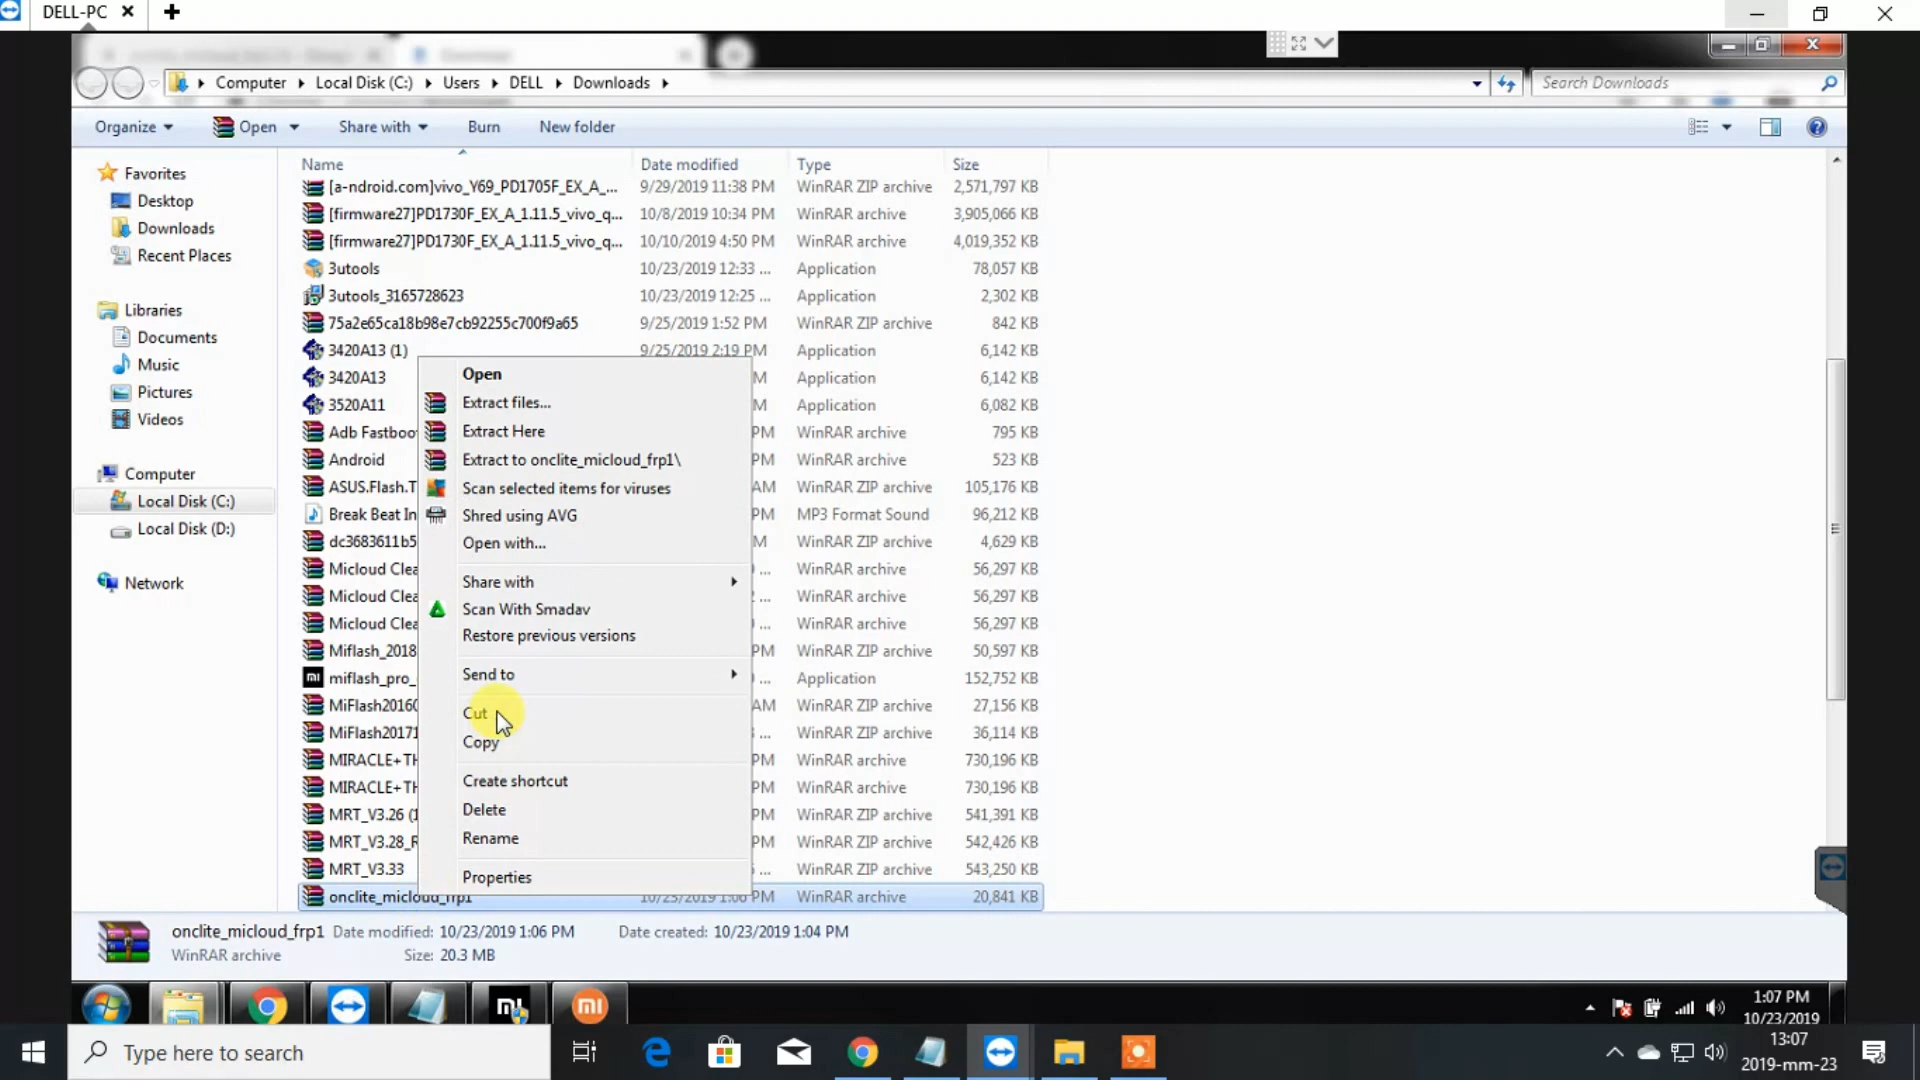 DELL-PC
Computer Local Disk (C:) Users DELL Downloads
Search Downloads
Organize Open Share with Burn New folder
Name Date modified Type Size
Favorites
Desktop
Downloads
Recent Places
Libraries
Documents
Music
Pictures
Videos
Computer
Local Disk (C:)
Local Disk (D:)
Network
[a-ndroid.com]vivo_Y69_PD1705F_EX_A_... 9/29/2019 11:38 PM WinRAR ZIP archive 2,571,797 KB
[firmware27]PD1730F_EX_A_1.11.5_vivo_q... 10/8/2019 10:34 PM WinRAR archive 3,905,066 KB
[firmware27]PD1730F_EX_A_1.11.5_vivo_q... 10/10/2019 4:50 PM WinRAR archive 4,019,352 KB
3utools 10/23/2019 12:33 ... Application 78,057 KB
3utools_3165728623 10/23/2019 12:25 ... Application 2,302 KB
75a2e65ca18b98e7cb92255c700f9a65 9/25/2019 1:52 PM WinRAR ZIP archive 842 KB
3420A13 (1) 9/25/2019 2:19 PM Application 6,142 KB
3420A13 M Application 6,142 KB
3520A11 M Application 6,082 KB
Adb Fastboo PM WinRAR archive 795 KB
Android PM WinRAR archive 523 KB
ASUS.Flash.T AM WinRAR ZIP archive 105,176 KB
Break Beat In PM MP3 Format Sound 96,212 KB
dc3683611b5 M WinRAR ZIP archive 4,629 KB
Micloud Clea ... WinRAR archive 56,297 KB
Micloud Clea ... WinRAR archive 56,297 KB
Micloud Clea ... WinRAR archive 56,297 KB
Miflash_2018 ... WinRAR ZIP archive 50,597 KB
miflash_pro_ ... Application 152,752 KB
MiFlash2016 AM WinRAR ZIP archive 27,156 KB
MiFlash20171 ... WinRAR ZIP archive 36,114 KB
MIRACLE+TH PM WinRAR archive 730,196 KB
MIRACLE+TH PM WinRAR archive 730,196 KB
MRT_V3.26 (1 PM WinRAR ZIP archive 541,391 KB
MRT_V3.28_R PM WinRAR ZIP archive 542,426 KB
MRT_V3.33 ... WinRAR ZIP archive 543,250 KB
onclite_micloud_frp1 10/23/2019 1:06 PM WinRAR archive 20,841 KB
Open
Extract files...
Extract Here
Extract to onclite_micloud_frp1\
Scan selected items for viruses
Shred using AVG
Open with...
Share with
Scan With Smadav
Restore previous versions
Send to
Cut
Copy
Create shortcut
Delete
Rename
Properties
onclite_micloud_frp1 Date modified: 10/23/2019 1:06 PM Date created: 10/23/2019 1:04 PM
WinRAR archive Size: 20.3 MB
1:07 PM
10/23/2019
Type here to search
13:07
2019-mm-23